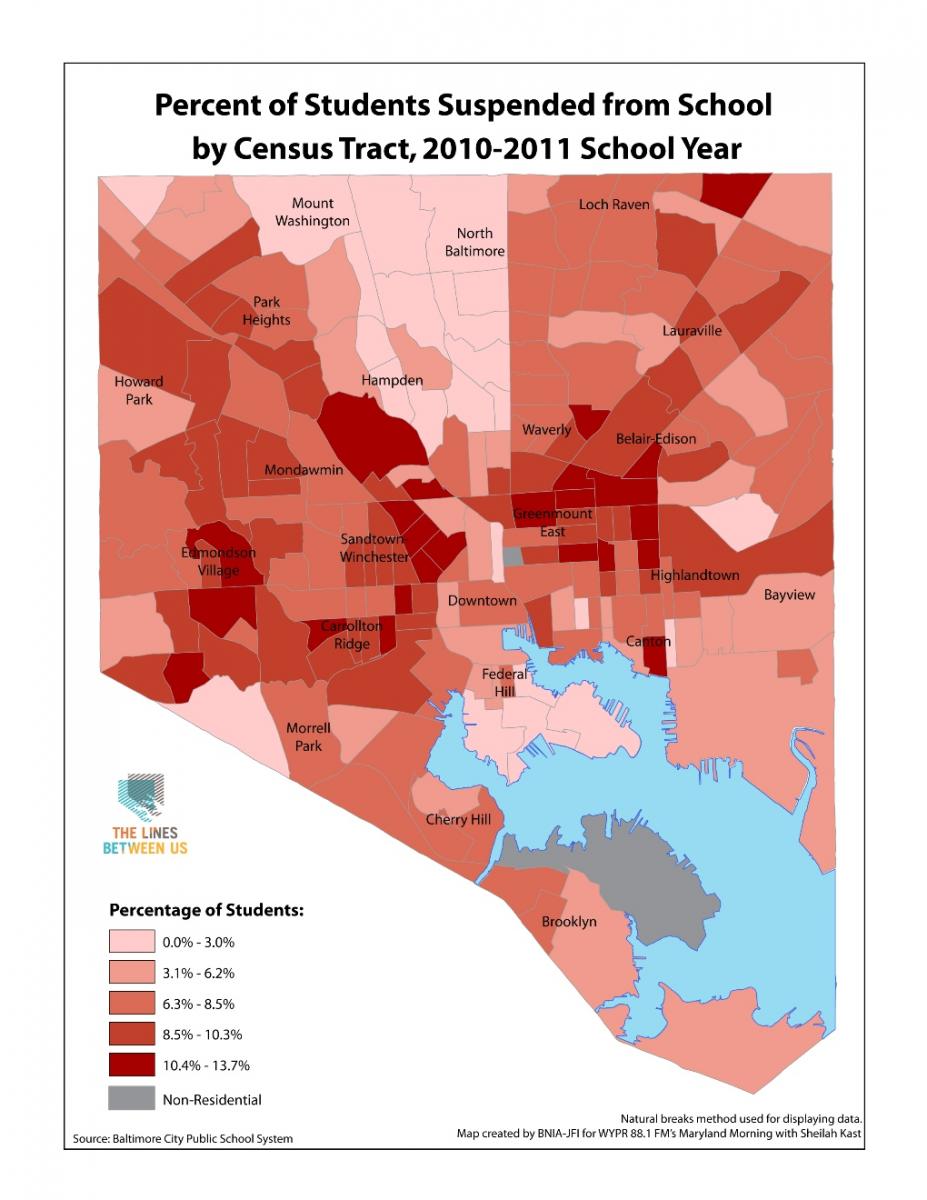 Percent of Students Suspended from School
by Census Tract, 2010-2011 School Year
Mount
Washington
North
Baltimore
Loch Raven
Park
Heights
Lauraville
Howard
Park
Hampden
Waverly
Belair-Edison
Mondawmin
Greenmount
East
Sandtown-
Winchester
Edmondson
Village
Highlandtown
Bayview
Downtown
Carrollton
Ridge
Canton
Federal
Hill
Morrell
Park
Cherry Hill
THE LINES
BETWEEN US
Brooklyn
Percentage of Students:
0.0% - 3.0%
3.1% - 6.2%
6.3% - 8.5%
8.5% - 10.3%
10.4% - 13.7%
Non-Residential
Natural breaks method used for displaying data.
Source: Baltimore City Public School System
Map created by BNIA-JFI for WYPR 88.1 FM's Maryland Morning with Sheilah Kast